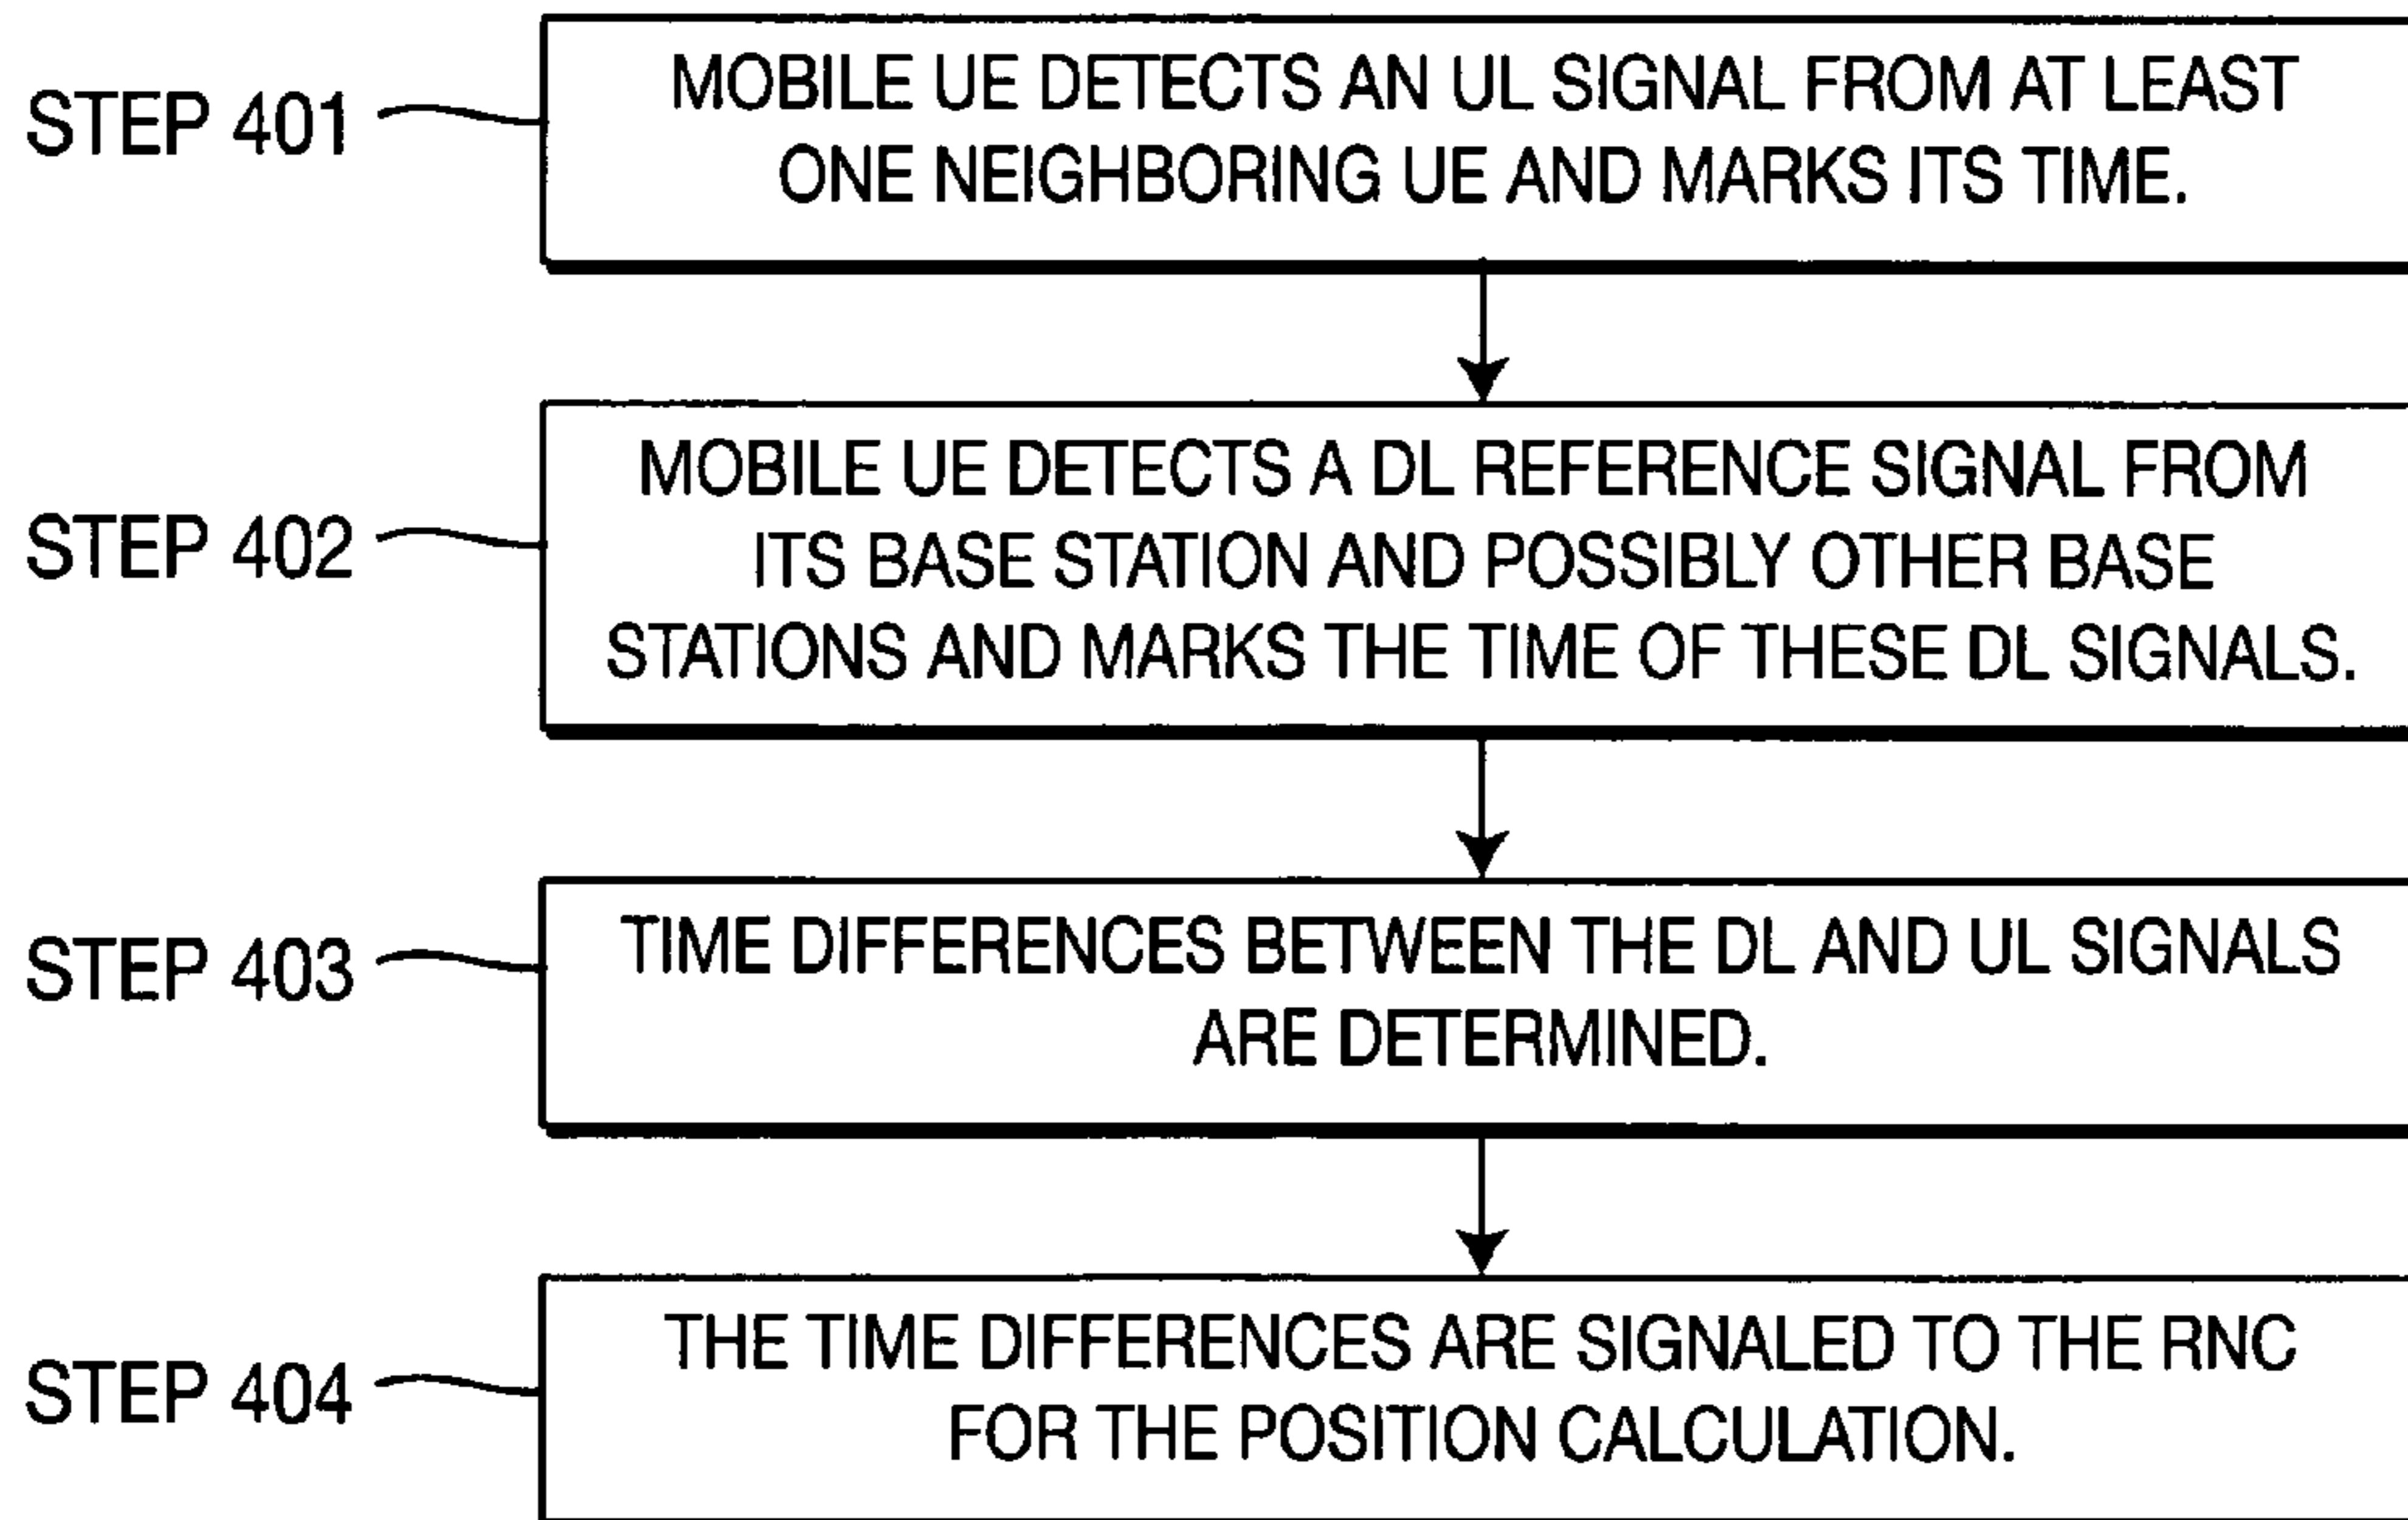 STEP 401
MOBILE UE DETECTS AN UL SIGNAL FROM AT LEAST
ONE NEIGHBORING UE AND MARKS ITS TIME.
STEP 402
MOBILE UE DETECTS A DL REFERENCE SIGNAL FROM
ITS BASE STATION AND POSSIBLY OTHER BASE
STATIONS AND MARKS THE TIME OF THESE DL SIGNALS.
STEP 403
TIME DIFFERENCES BETWEEN THE DL AND UL SIGNALS
ARE DETERMINED.
STEP 404
THE TIME DIFFERENCES ARE SIGNALED TO THE RNC
FOR THE POSITION CALCULATION.